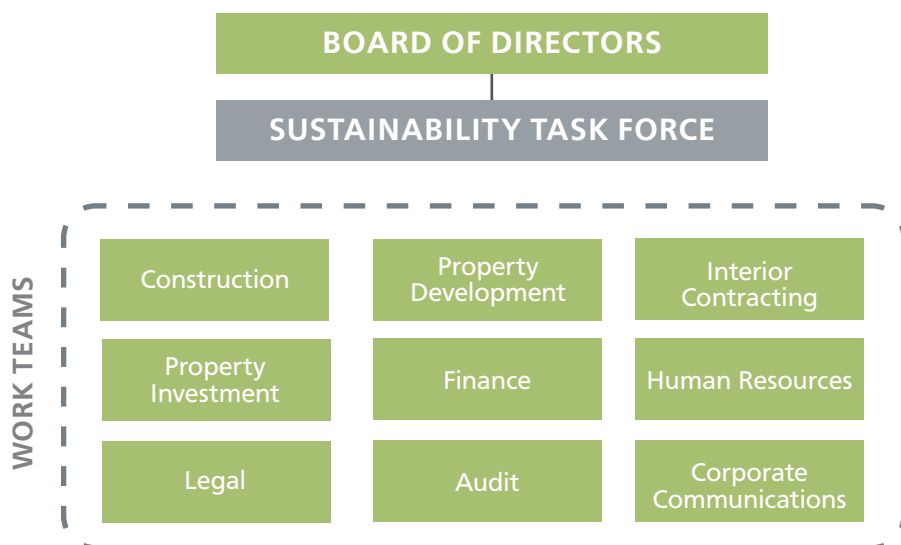 BOARD OF DIRECTORS
SUSTAINABILITY TASK FORCE
WORK TEAMS
Construction
Property
Development
Interior
Contracting
Property
Investment
Finance
Human Resources
Legal
Audit
Corporate
Communications